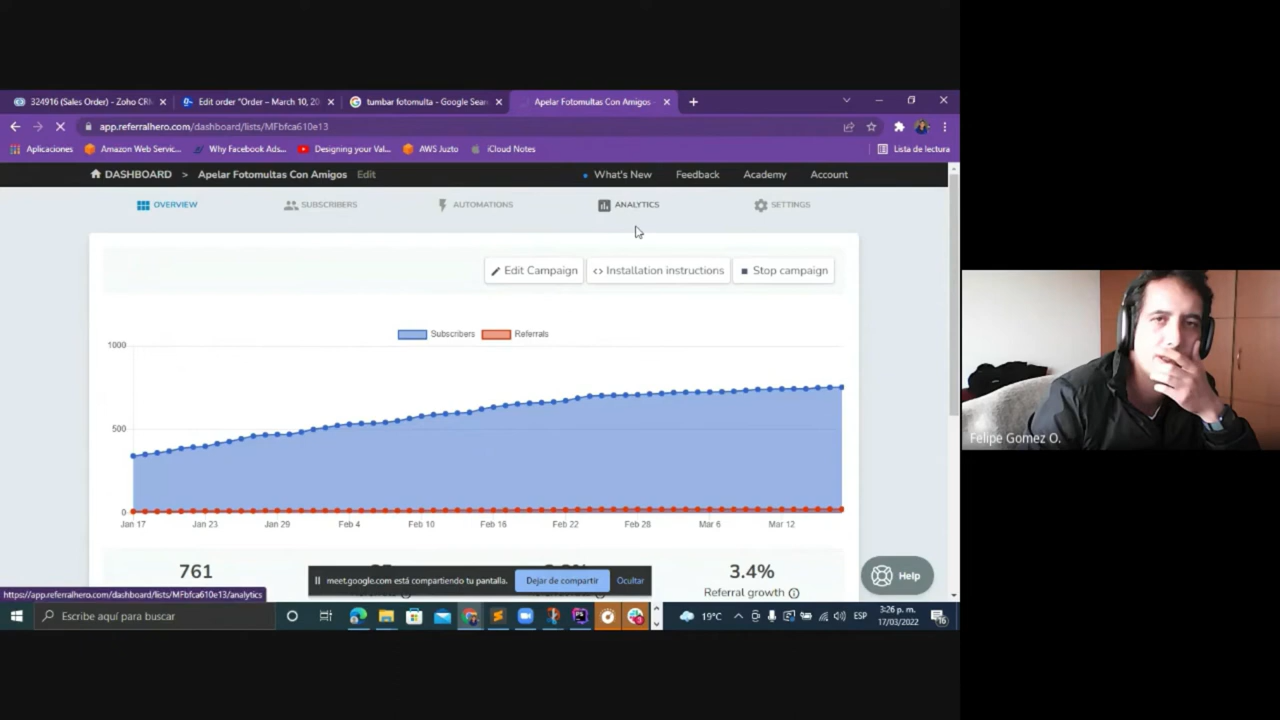 324916 (Sales Order) - Zoho CRM
Edit order "Order – March 10, 20
tumbar fotomulta - Google Sear
Apelar Fotomultas Con Amigos -
app.referralhero.com/dashboard/lists/MFbfca610e13
Aplicaciones
Amazon Web Servic...
Why Facebook Ads...
Designing your Val...
AWS Juzto
iCloud Notes
Lista de lectura
DASHBOARD > Apelar Fotomultas Con Amigos Edit
What's New
Feedback
Academy
Account
OVERVIEW
SUBSCRIBERS
AUTOMATIONS
ANALYTICS
SETTINGS
Edit Campaign
Installation instructions
Stop campaign
Subscribers
Referrals
1000
500
0
Jan 17
Jan 23
Jan 29
Feb 4
Feb 10
Feb 16
Feb 22
Feb 28
Mar 6
Mar 12
761
3.4%
Referral growth
meet.google.com está compartiendo tu pantalla.
Dejar de compartir
Ocultar
Help
https://app.referralhero.com/dashboard/lists/MFbfca610e13/analytics
Escribe aquí para buscar
19°C
ESP
3:26 p. m.
17/03/2022
16
Felipe Gomez O.